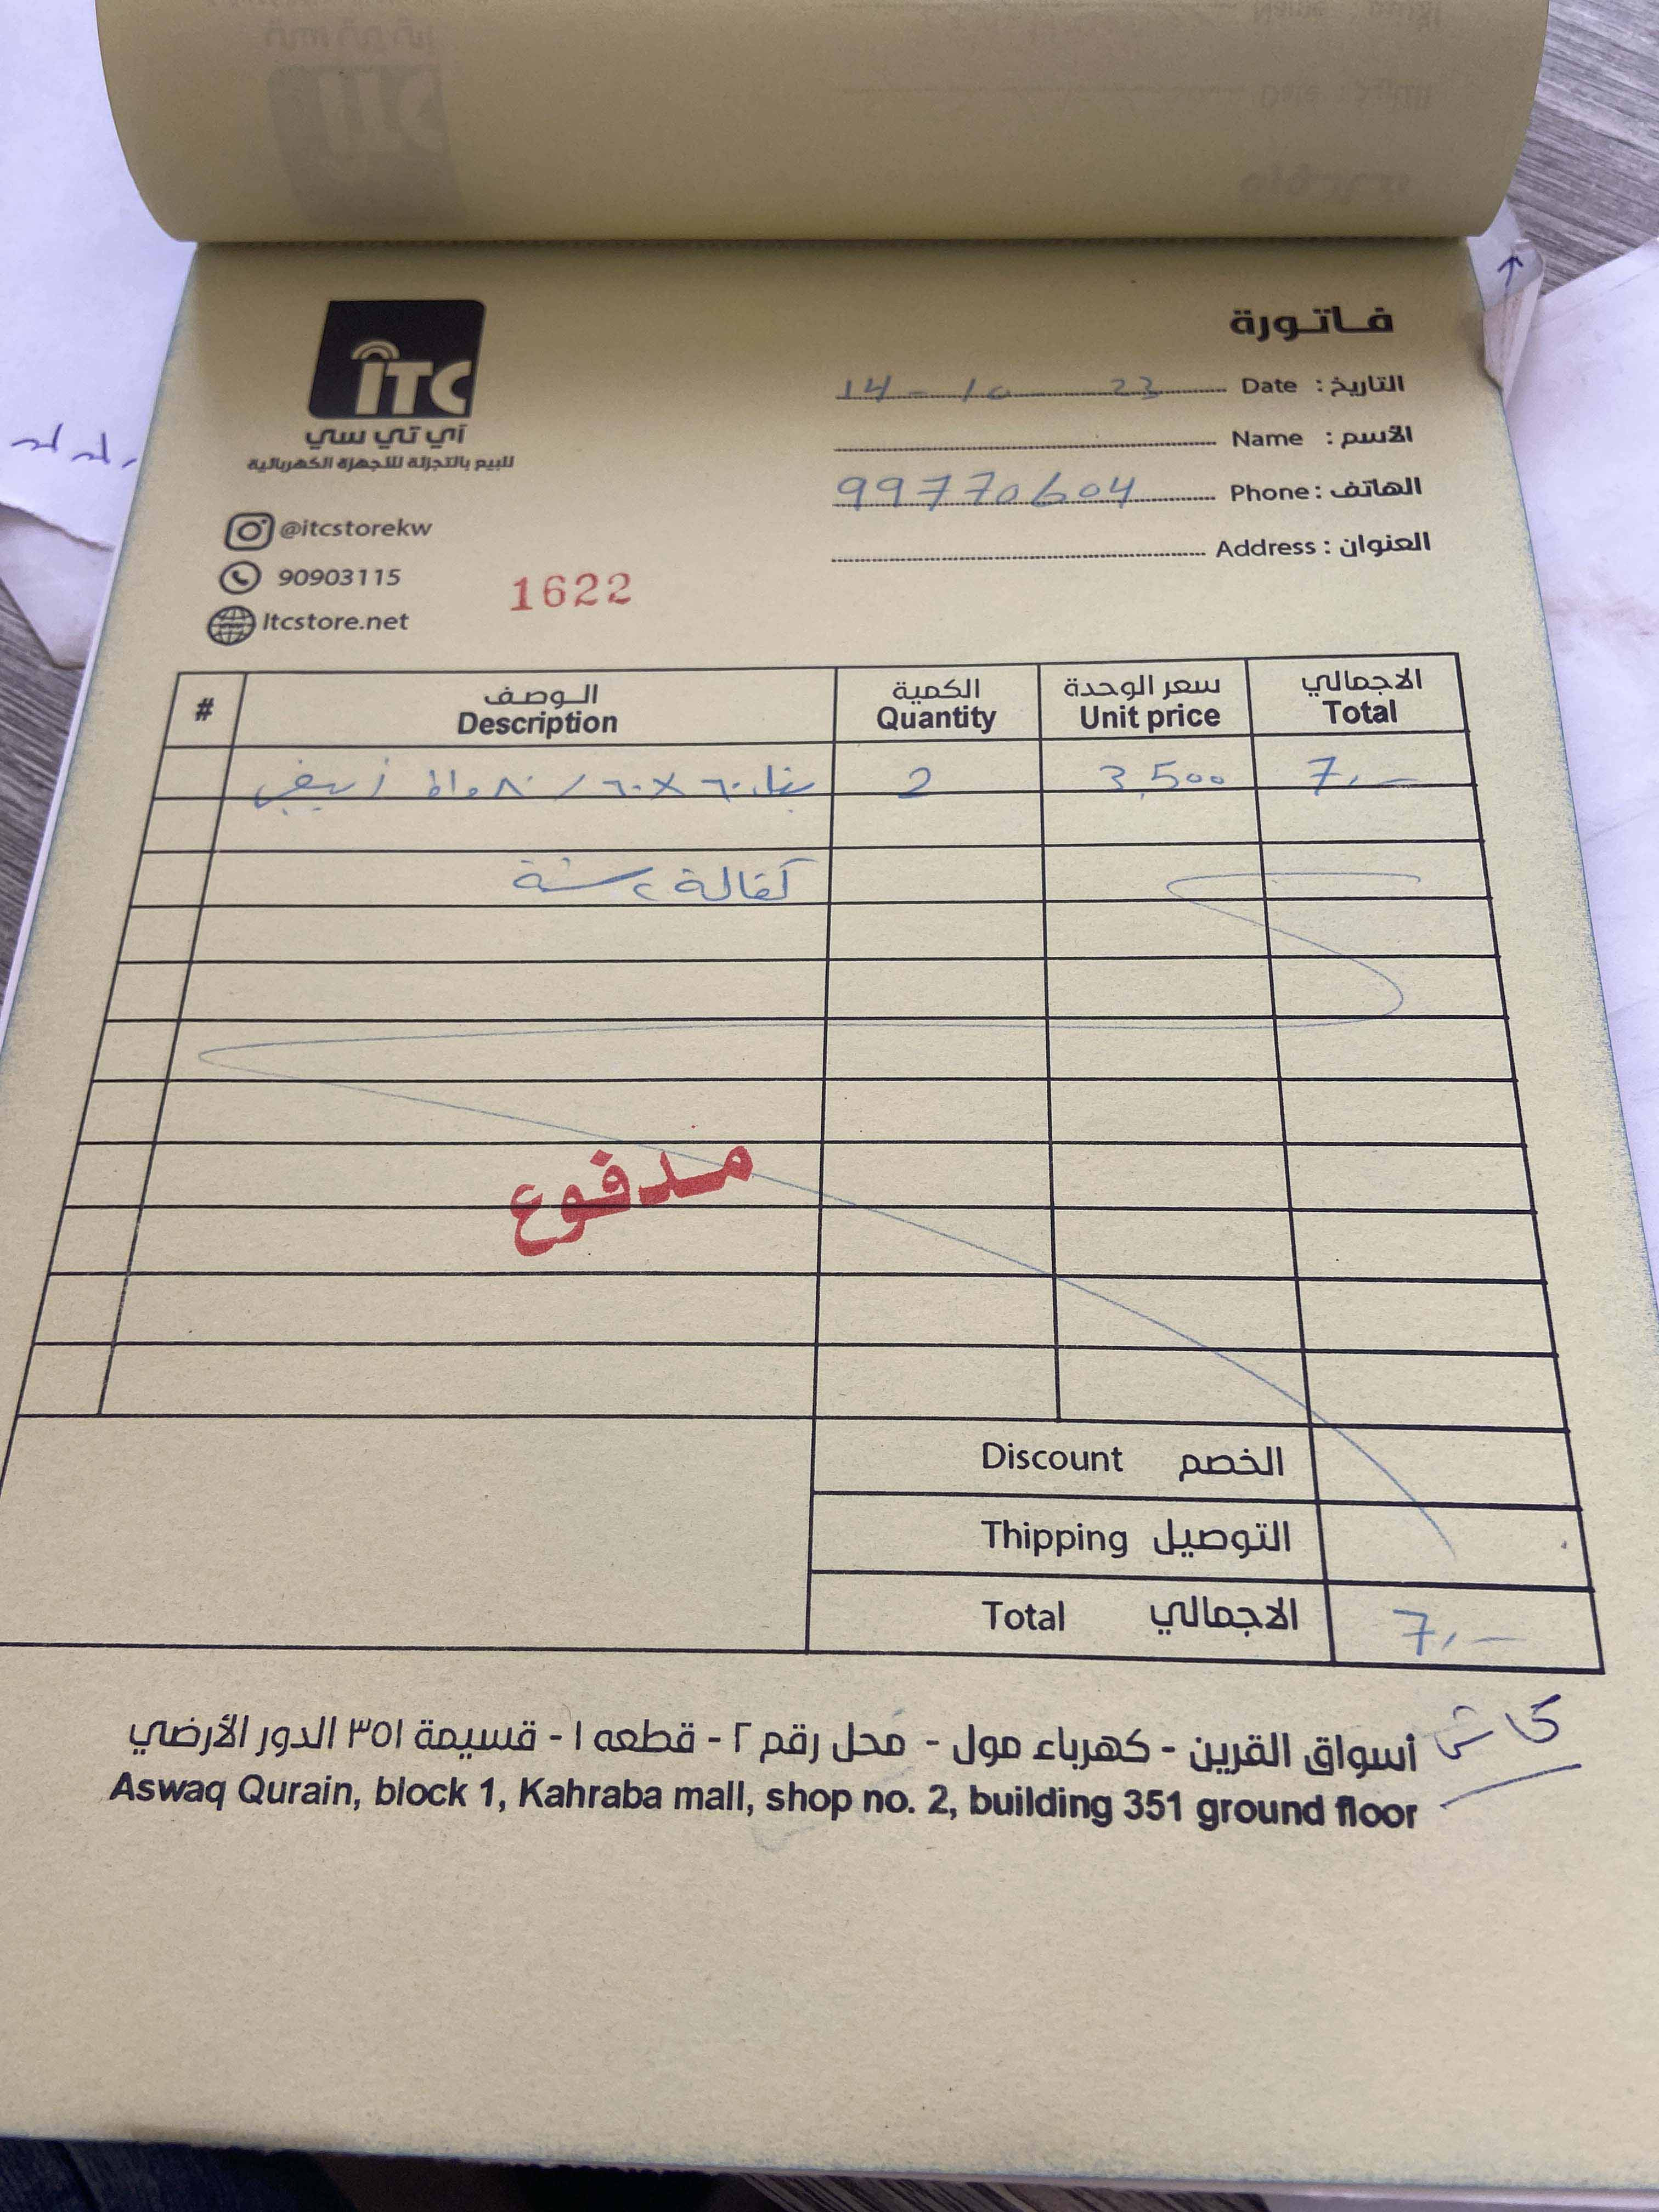 فاتورة
التاريخ: Date 14 - 10 23
الأسم: Name
الهاتف: Phone 99770604
العنوان: Address
iTC
آي تي سي
للبيع بالتجزئة للأجهزة الكهربائية
@itcstorekw
90903115
Itcstore.net
1622
# الوصف الكمية سعر الوحدة الاجمالي
Description Quantity Unit price Total
٦٠x٦٠ / ٨٠ واط 2 3,500 7,-
كفالة ٢ سنة
مدفوع
Discount الخصم
Thipping التوصيل
Total الاجمالي 7,-
كاش
أسواق القرين - كهرباء مول - محل رقم ٢ - قطعه ١ - قسيمة ٣٥١ الدور الأرضي
Aswaq Qurain, block 1, Kahraba mall, shop no. 2, building 351 ground floor